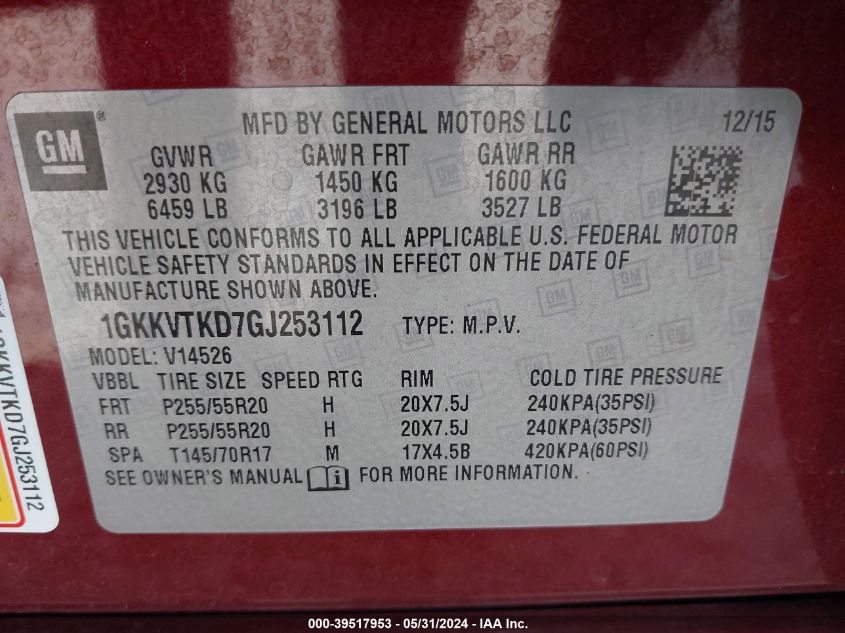 GM ®
MFD BY GENERAL MOTORS LLC 12/15
GVWR GAWR FRT GAWR RR
2930 KG 1450 KG 1600 KG
6459 LB 3196 LB 3527 LB
THIS VEHICLE CONFORMS TO ALL APPLICABLE U.S. FEDERAL MOTOR
VEHICLE SAFETY STANDARDS IN EFFECT ON THE DATE OF
MANUFACTURE SHOWN ABOVE.
1GKKVTKD7GJ253112 TYPE: M.P.V.
MODEL: V14526
VBBL TIRE SIZE SPEED RTG RIM COLD TIRE PRESSURE
FRT P255/55R20 H 20X7.5J 240KPA(35PSI)
RR P255/55R20 H 20X7.5J 240KPA(35PSI)
SPA T145/70R17 M 17X4.5B 420KPA(60PSI)
SEE OWNER'S MANUAL i FOR MORE INFORMATION.
1GKKVTKD7GJ253112
000-39517953 - 05/31/2024 - IAA Inc.